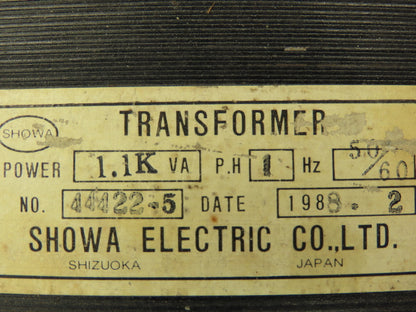 TRANSFORMER
SHOWA
POWER 1.1K VA P.H 1 Hz 50/60
NO. 44422-5 DATE 1988. 2
SHOWA ELECTRIC CO.,LTD.
SHIZUOKA JAPAN